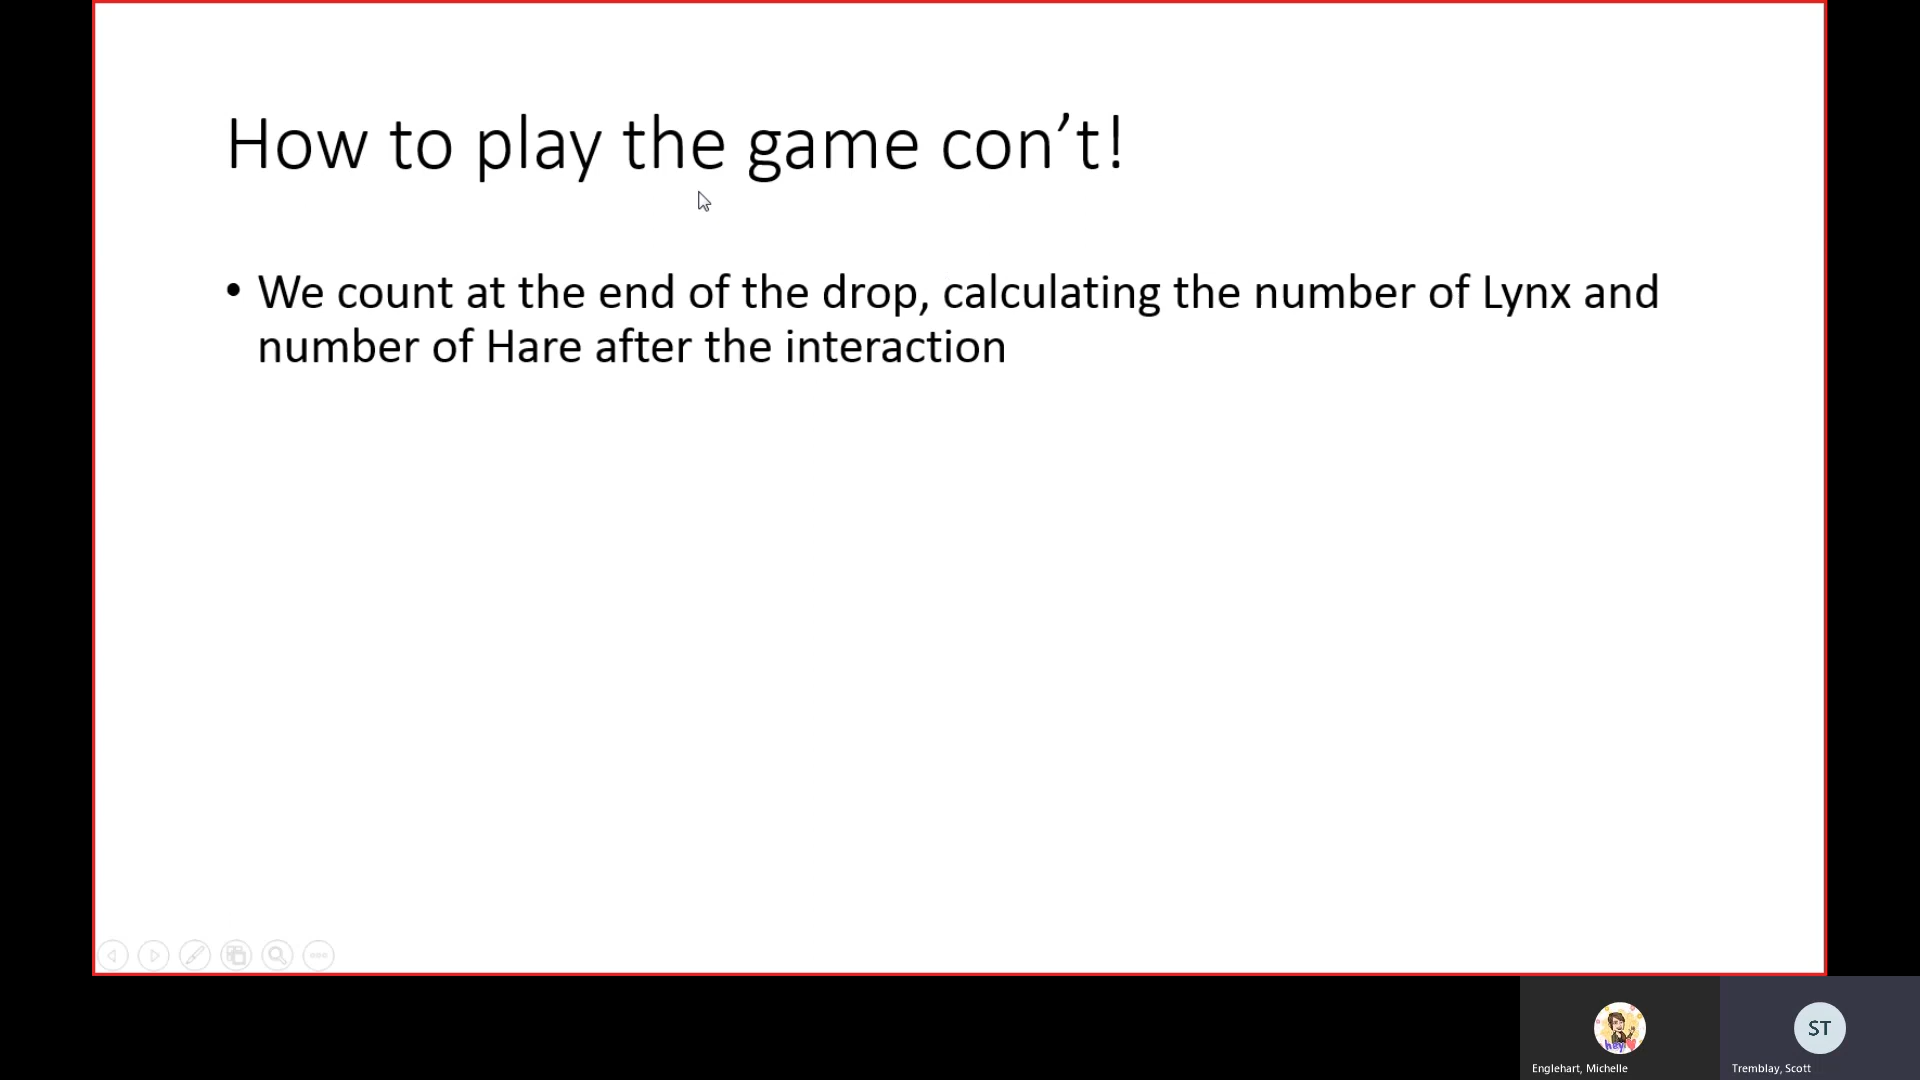 How to play the game con’t!
• We count at the end of the drop, calculating the number of Lynx and
number of Hare after the interaction
hey!
ST
Englehart, Michelle
Tremblay, Scott